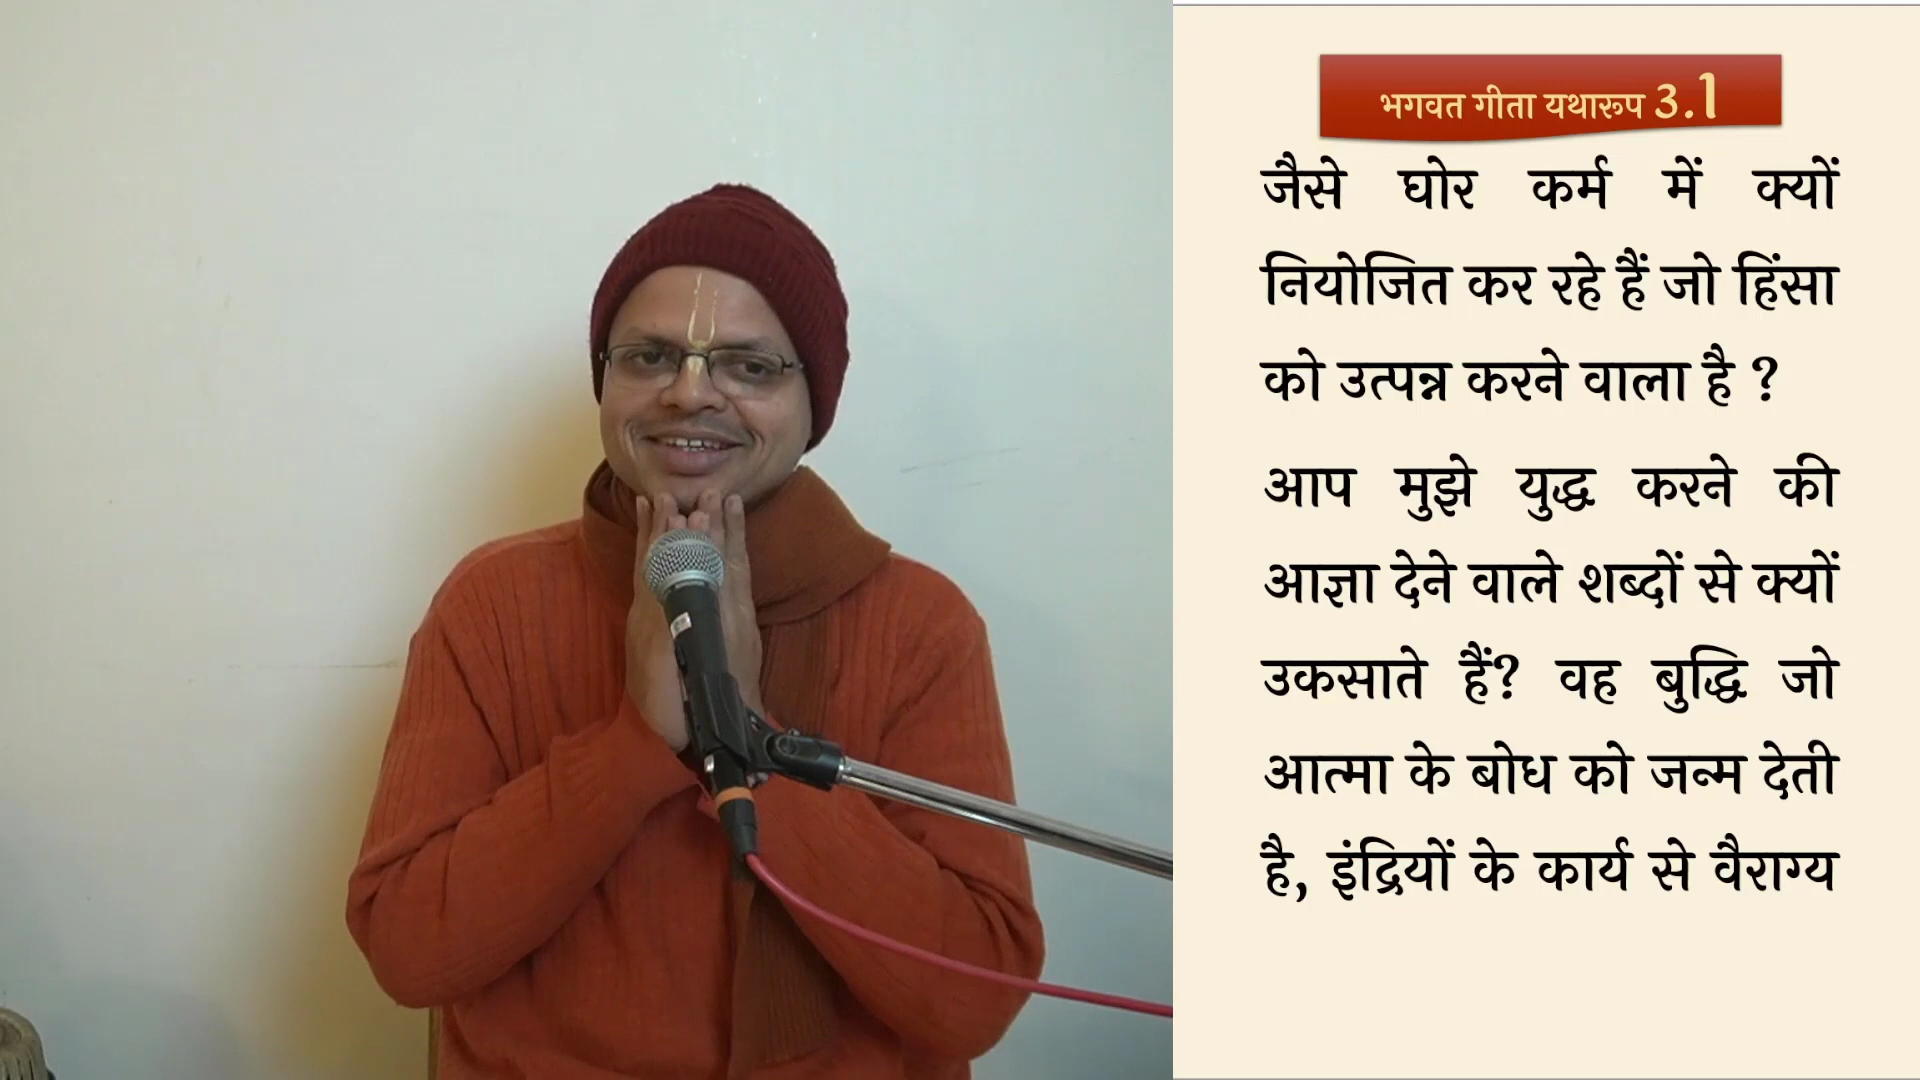 भगवत गीता यथारूप 3.1
जैसे घोर कर्म में क्यों
नियोजित कर रहे हैं जो हिंसा
को उत्पन्न करने वाला है ?
आप मुझे युद्ध करने की
आज्ञा देने वाले शब्दों से क्यों
उकसाते हैं? वह बुद्धि जो
आत्मा के बोध को जन्म देती
है, इंद्रियों के कार्य से वैराग्य